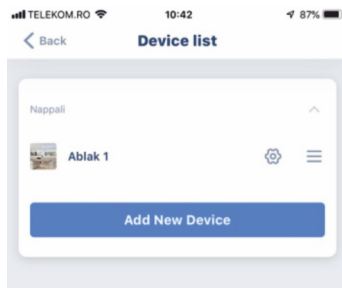 TELEKOM.RO 10:42 87%
Back Device list
Nappali
Ablak 1
Add New Device